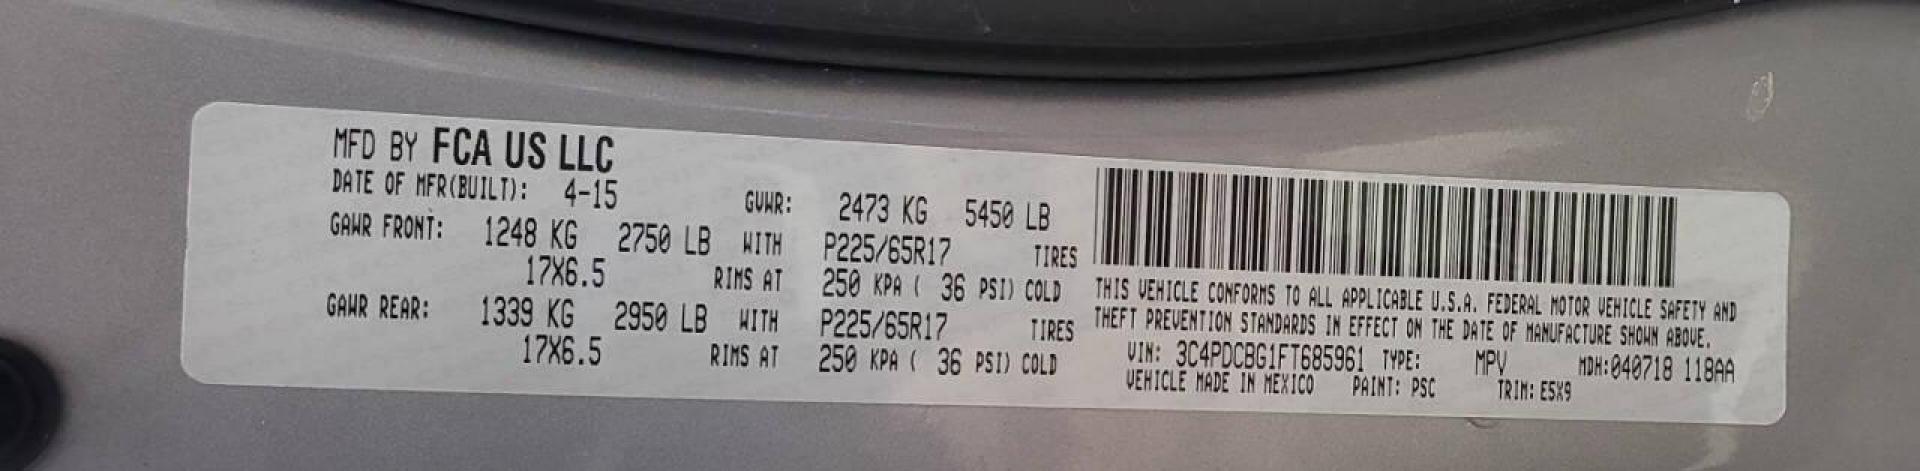 MFD BY FCA US LLC
DATE OF MFR(BUILT): 4-15 GVWR: 2473 KG 5450 LB
GAWR FRONT: 1248 KG 2750 LB WITH P225/65R17 TIRES
17X6.5 RIMS AT 250 KPA ( 36 PSI) COLD
GAWR REAR: 1339 KG 2950 LB WITH P225/65R17 TIRES
17X6.5 RIMS AT 250 KPA ( 36 PSI) COLD
THIS VEHICLE CONFORMS TO ALL APPLICABLE U.S.A. FEDERAL MOTOR VEHICLE SAFETY AND
THEFT PREVENTION STANDARDS IN EFFECT ON THE DATE OF MANUFACTURE SHOWN ABOVE.
VIN: 3C4PDCBG1FT685961 TYPE: MPV MDH:040718 118AA
VEHICLE MADE IN MEXICO PAINT: PSC TRIM: E5X9